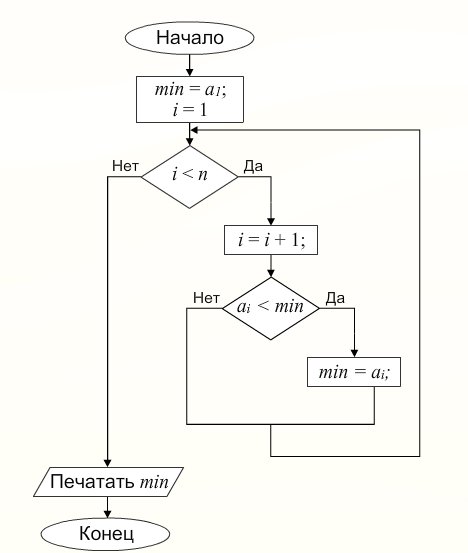 Начало
min = a₁;
i = 1
Нет
i < n
Да
i = i + 1;
Нет
aᵢ < min
Да
min = aᵢ;
Печатать min
Конец